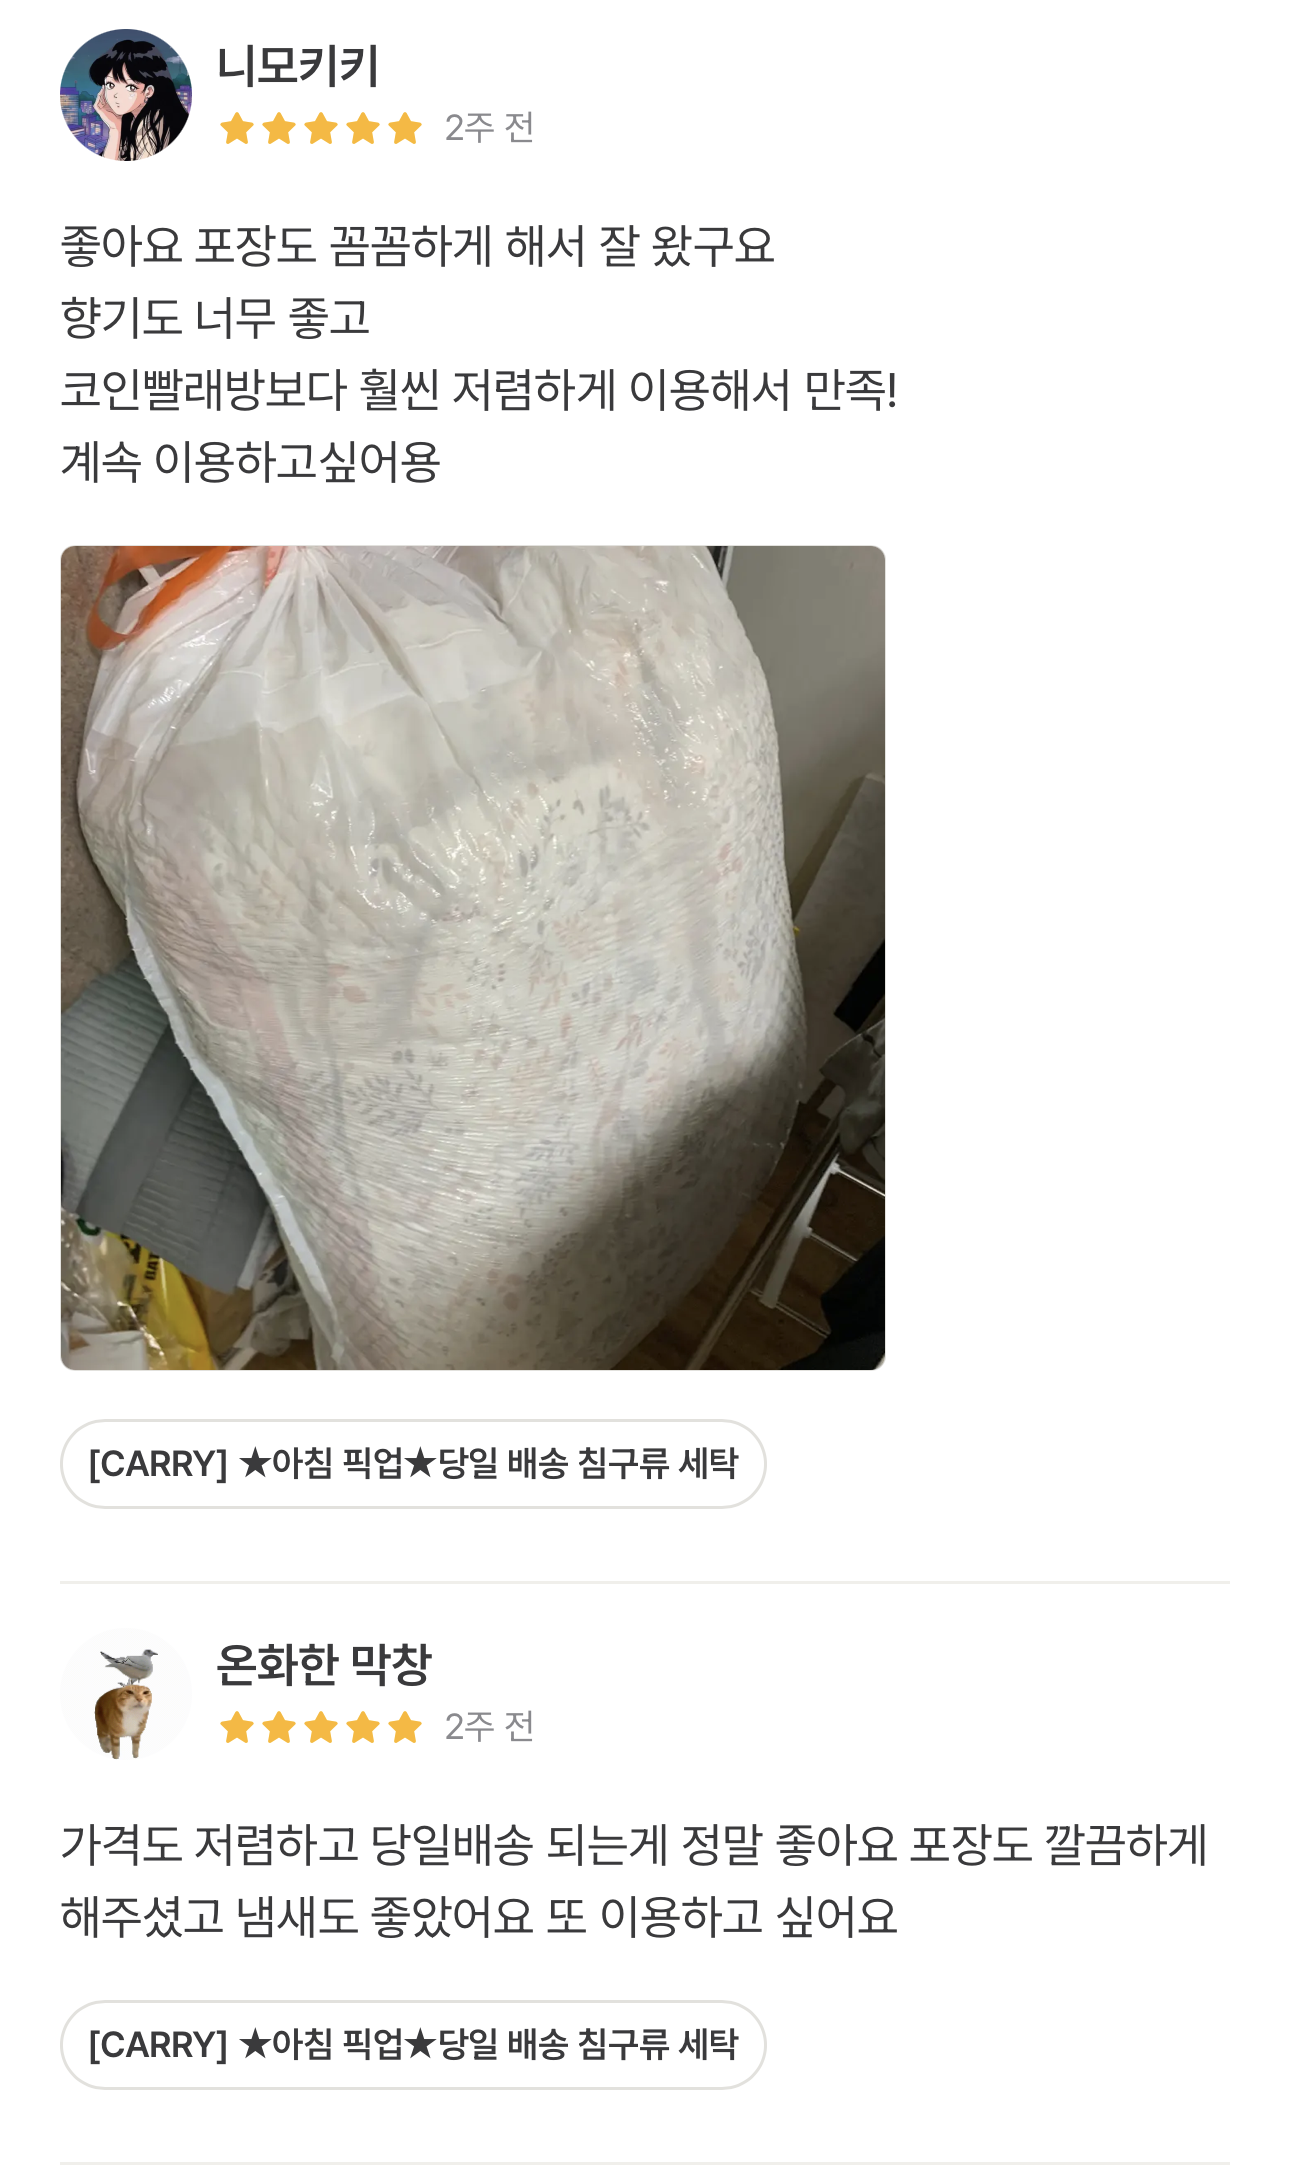 니모키키
2주 전
좋아요 포장도 꼼꼼하게 해서 잘 왔구요
향기도 너무 좋고
코인빨래방보다 훨씬 저렴하게 이용해서 만족!
계속 이용하고싶어용
[CARRY] ★아침 픽업★당일 배송 침구류 세탁
온화한 막창
2주 전
가격도 저렴하고 당일배송 되는게 정말 좋아요 포장도 깔끔하게
해주셨고 냄새도 좋았어요 또 이용하고 싶어요
[CARRY] ★아침 픽업★당일 배송 침구류 세탁